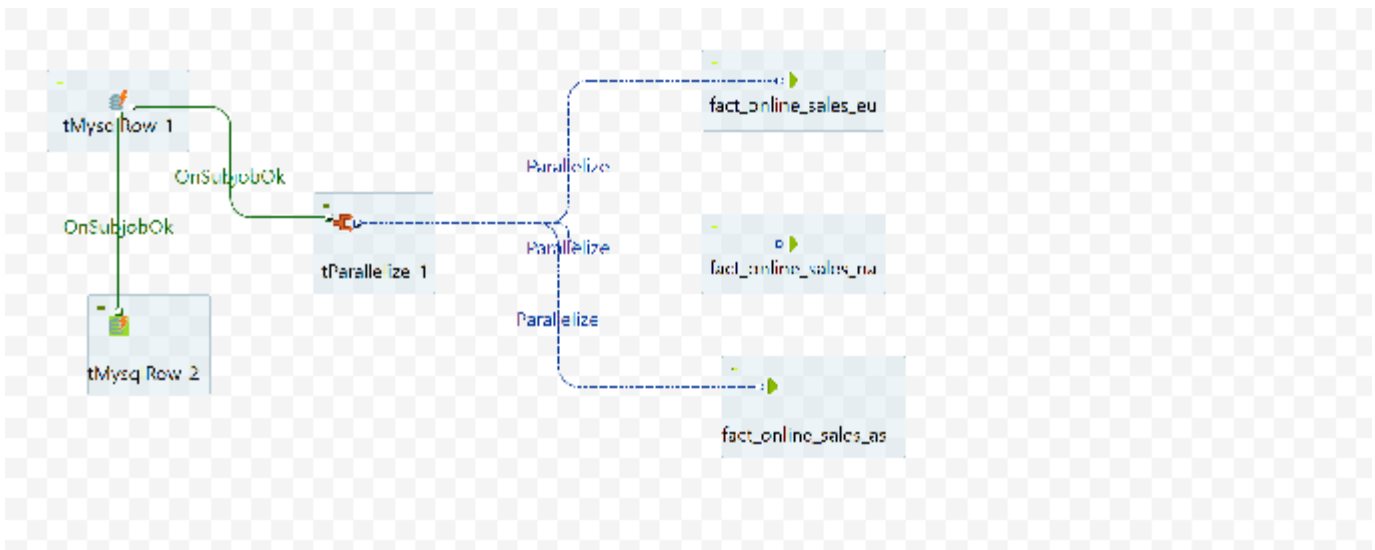 tMysqlRow_1
OnSubjobOk
OnSubjobOk
tMysqlRow_2
tParallelize_1
Parallelize
Parallelize
Parallelize
fact_online_sales_eu
fact_online_sales_na
fact_online_sales_as